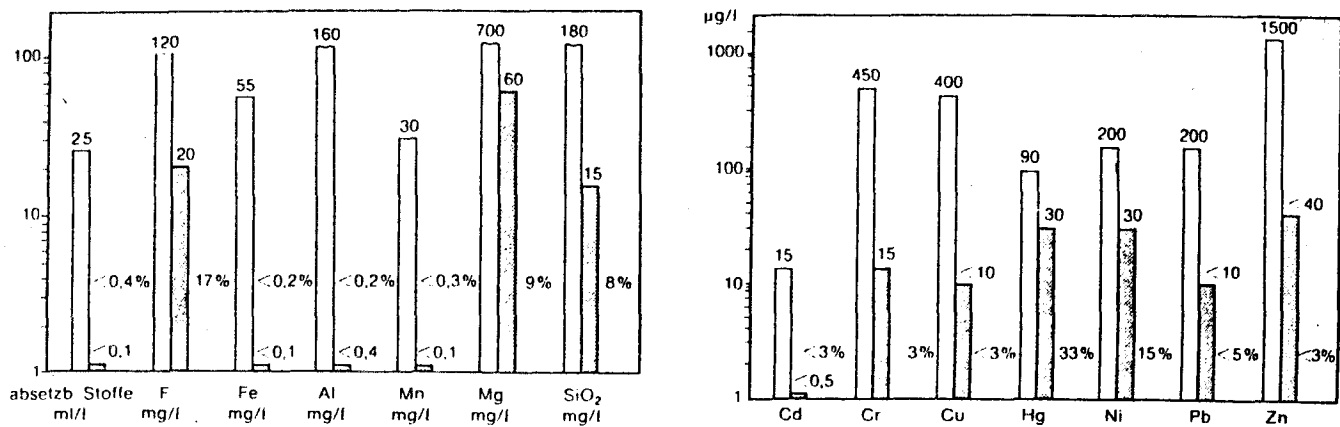 120 160 700 180
100
55 60
25 30
20 15
10
<0,4% 17% <0,2% <0,2% <0,3% 9% 8%
<0,1 <0,1 <0,4 <0,1
1
absetzb Stoffe F Fe Al Mn Mg SiO₂
ml/l mg/l mg/l mg/l mg/l mg/l mg/l
µg/l
1500
1000
450 400
200 200
100 90
30 30 <40
15 15 <10 <10
10
<3% 3% <3% 33% 15% <5% <3%
<0,5
1
Cd Cr Cu Hg Ni Pb Zn